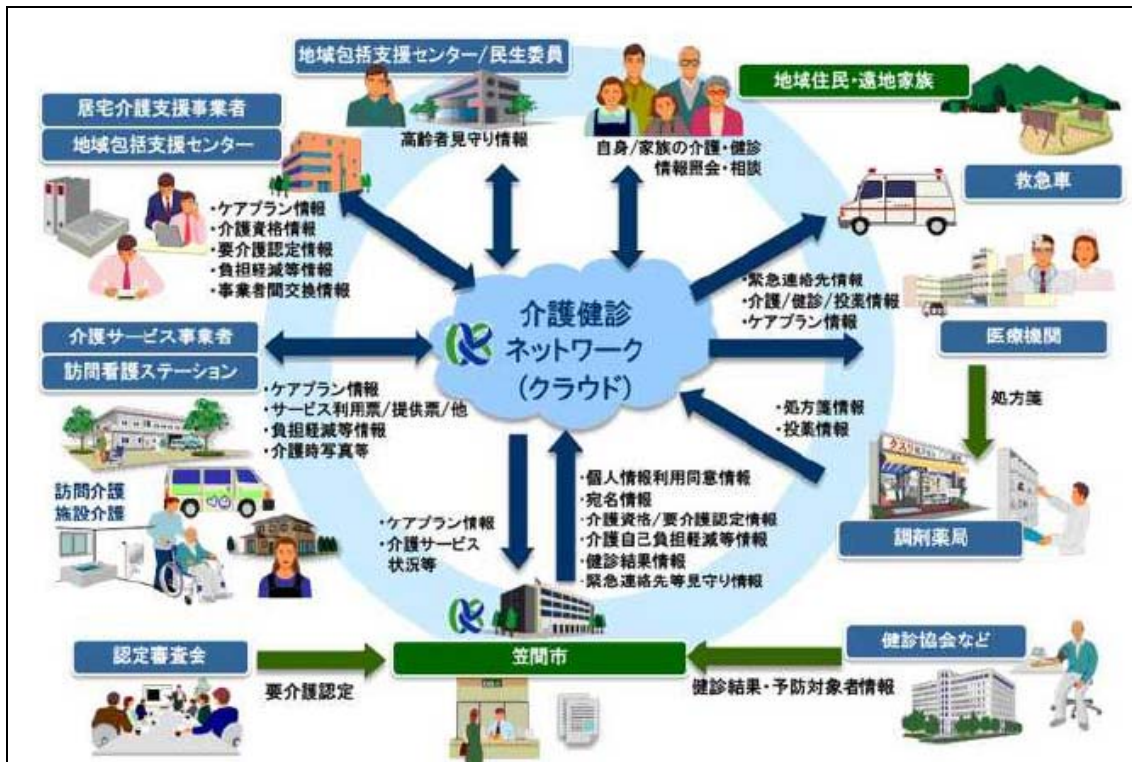 地域包括支援センター/民生委員
高齢者見守り情報
自身/家族の介護・健診
情報照会・相談
地域住民・遠地家族
居宅介護支援事業者
地域包括支援センター
・ケアプラン情報
・介護資格情報
・要介護認定情報
・負担軽減等情報
・事業者間交換情報
救急車
・緊急連絡先情報
・介護/健診/投薬情報
・ケアプラン情報
医療機関
処方箋
介護健診
ネットワーク
(クラウド)
介護サービス事業者
訪問看護ステーション
・ケアプラン情報
・サービス利用票/提供票/他
・負担軽減等情報
・介護時写真等
訪問介護
施設介護
・処方箋情報
・投薬情報
調剤薬局
・ケアプラン情報
・介護サービス
状況等
・個人情報利用同意情報
・宛名情報
・介護資格/要介護認定情報
・介護自己負担軽減等情報
・健診結果情報
・緊急連絡先等見守り情報
認定審査会
要介護認定
笠間市
健診協会など
健診結果・予防対象者情報